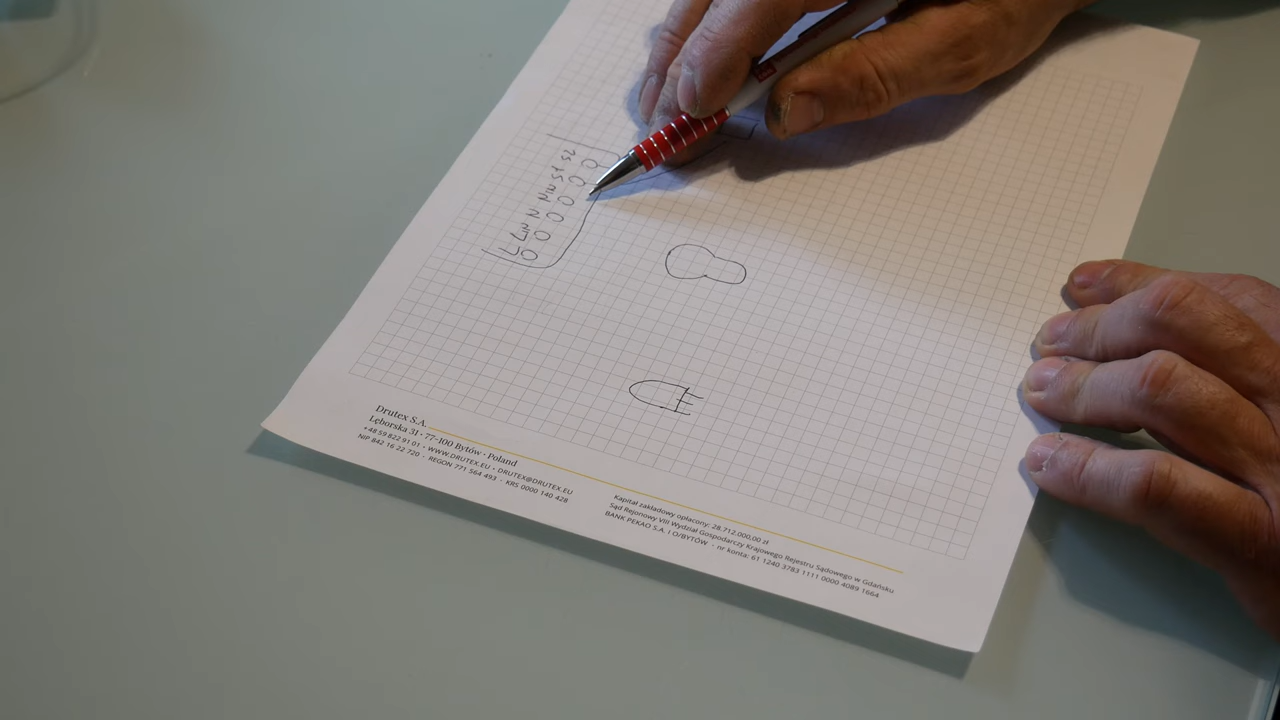 L LIN N NIN S1 S2
Drutex S.A.
Lęborska 31 · 77-100 Bytów · Poland
+48 59 822 91 01 · WWW.DRUTEX.EU · DRUTEX@DRUTEX.EU
NIP 842 16 22 720 · REGON 771 564 493 · KRS 0000 140 428
Kapitał zakładowy opłacony: 28.712.000,00 zł
Sąd Rejonowy VIII Wydział Gospodarczy Krajowego Rejestru Sądowego w Gdańsku
BANK PEKAO S.A. I O/BYTÓW · nr konta: 61 1240 3783 1111 0000 4089 1664